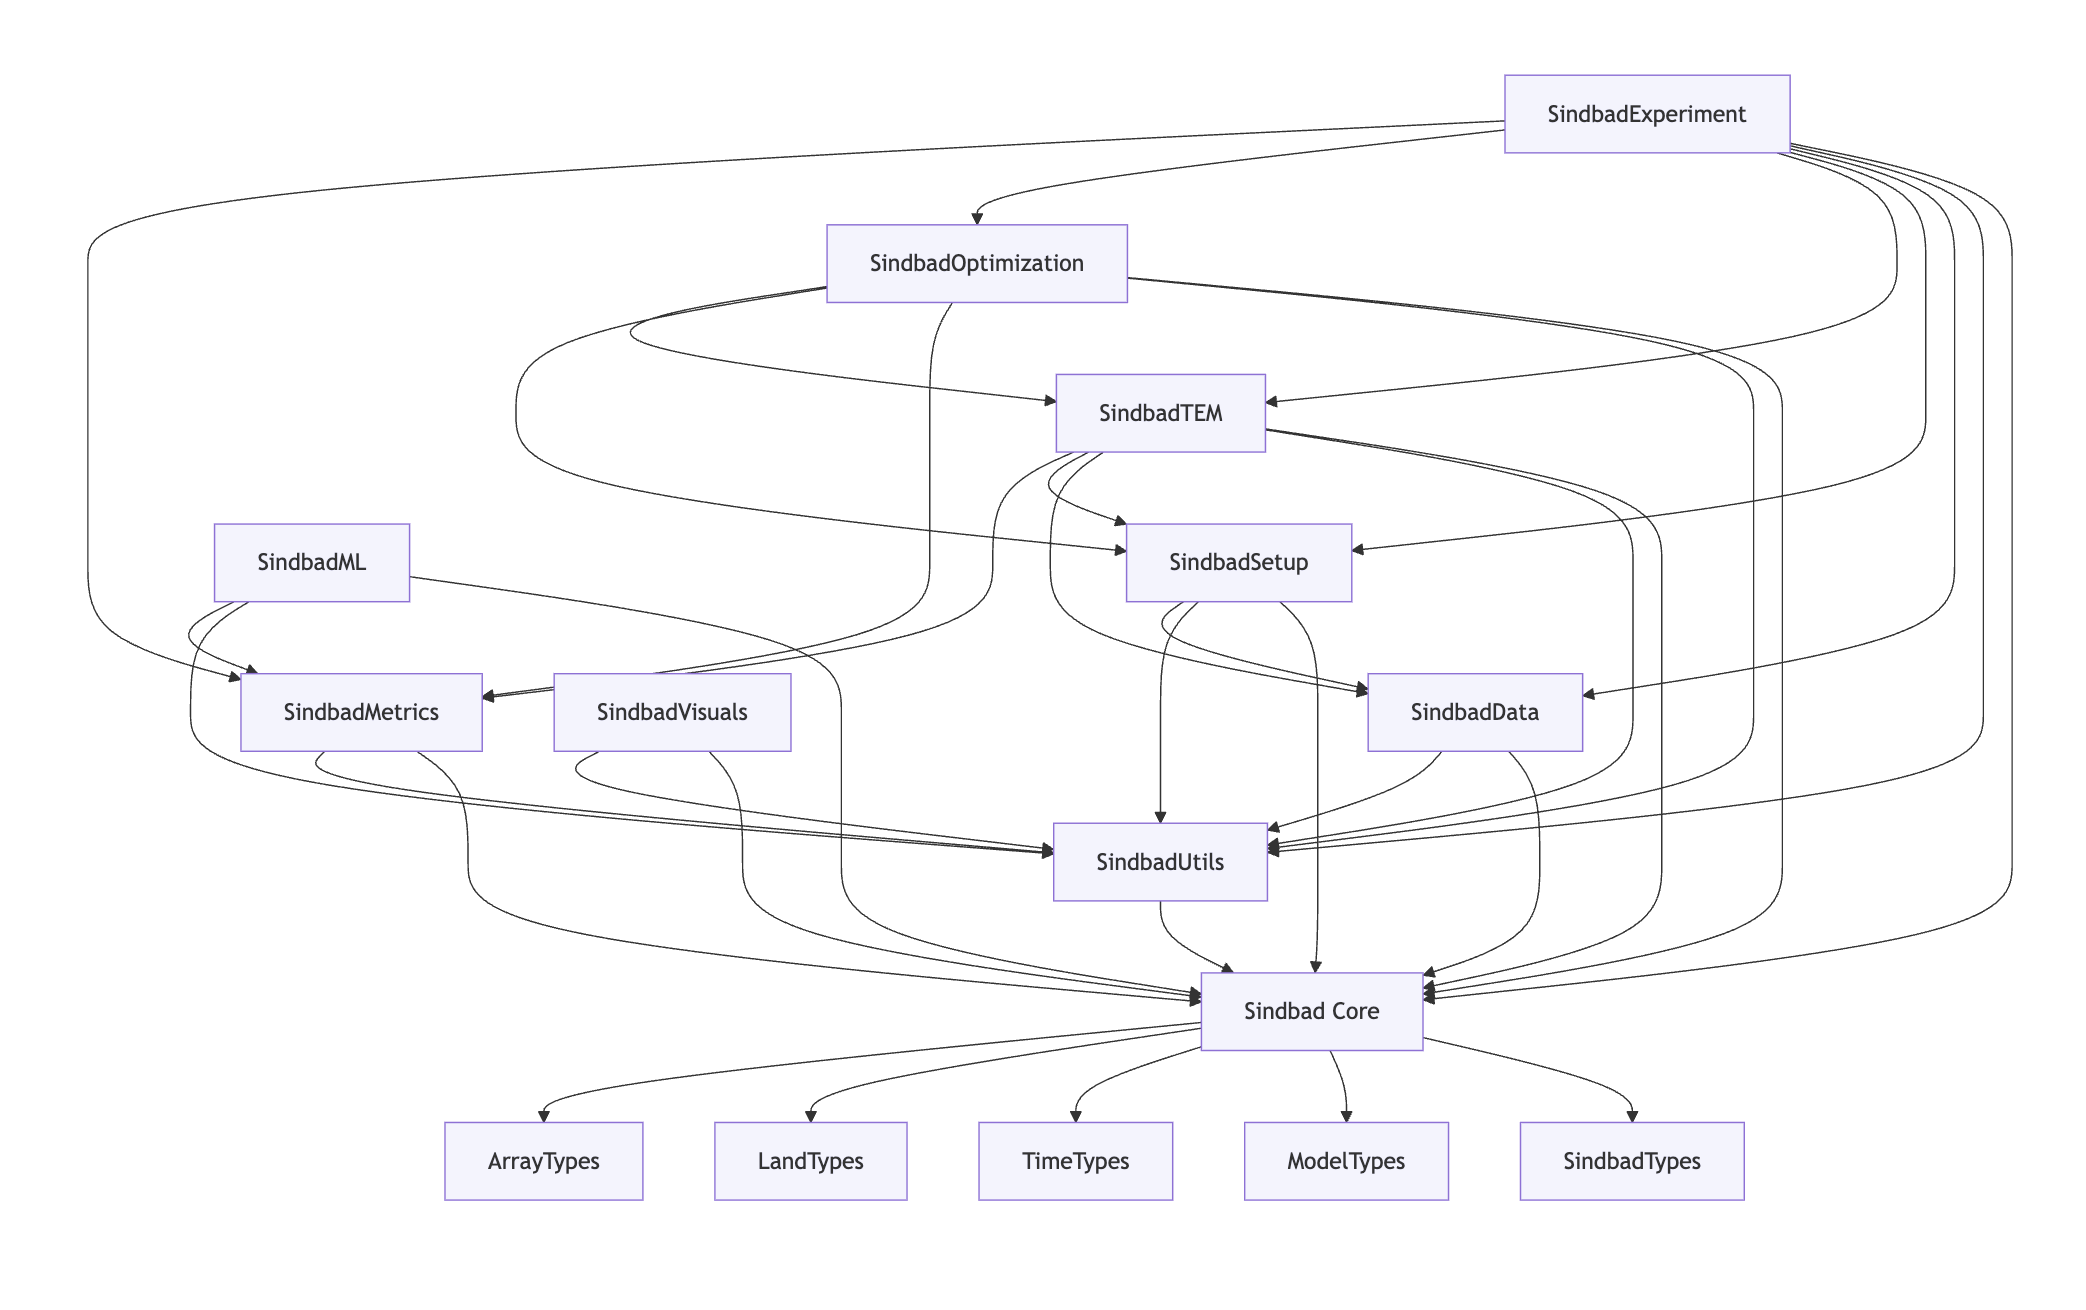 SindbadExperiment
SindbadOptimization
SindbadTEM
SindbadML
SindbadSetup
SindbadMetrics
SindbadVisuals
SindbadData
SindbadUtils
Sindbad Core
ArrayTypes
LandTypes
TimeTypes
ModelTypes
SindbadTypes